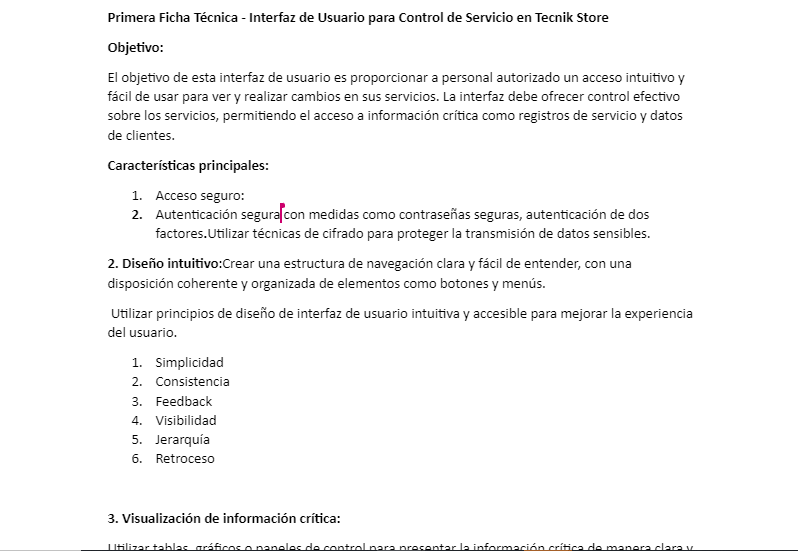 Primera Ficha Técnica - Interfaz de Usuario para Control de Servicio en Tecnik Store
Objetivo:
El objetivo de esta interfaz de usuario es proporcionar a personal autorizado un acceso intuitivo y
fácil de usar para ver y realizar cambios en sus servicios. La interfaz debe ofrecer control efectivo
sobre los servicios, permitiendo el acceso a información crítica como registros de servicio y datos
de clientes.
Características principales:
1. Acceso seguro:
2. Autenticación segura con medidas como contraseñas seguras, autenticación de dos
factores.Utilizar técnicas de cifrado para proteger la transmisión de datos sensibles.
2. Diseño intuitivo:Crear una estructura de navegación clara y fácil de entender, con una
disposición coherente y organizada de elementos como botones y menús.
Utilizar principios de diseño de interfaz de usuario intuitiva y accesible para mejorar la experiencia
del usuario.
1. Simplicidad
2. Consistencia
3. Feedback
4. Visibilidad
5. Jerarquía
6. Retroceso
3. Visualización de información crítica:
Utilizar tablas, gráficos o paneles de control para presentar la información crítica de manera clara y